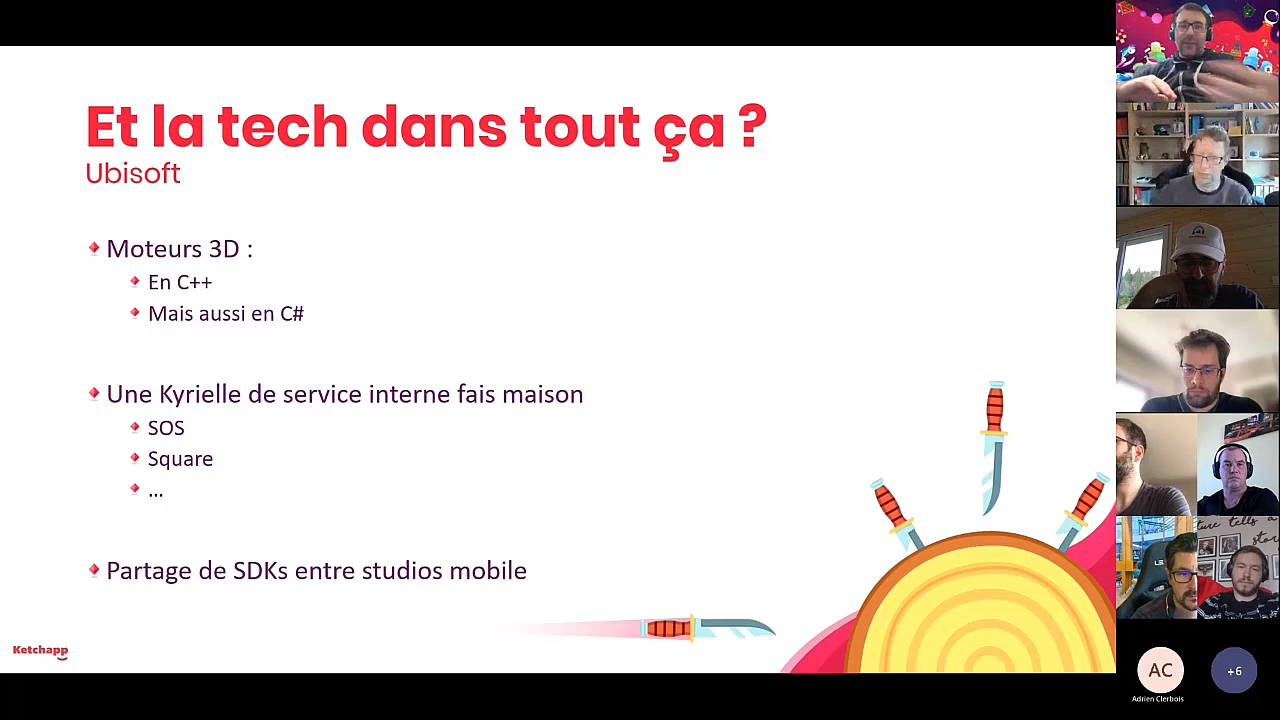 Et la tech dans tout ça ?
Ubisoft
Moteurs 3D :
En C++
Mais aussi en C#
Une Kyrielle de service interne fais maison
SOS
Square
...
Partage de SDKs entre studios mobile
Ketchapp
AC
+6
Adrien Clerbois